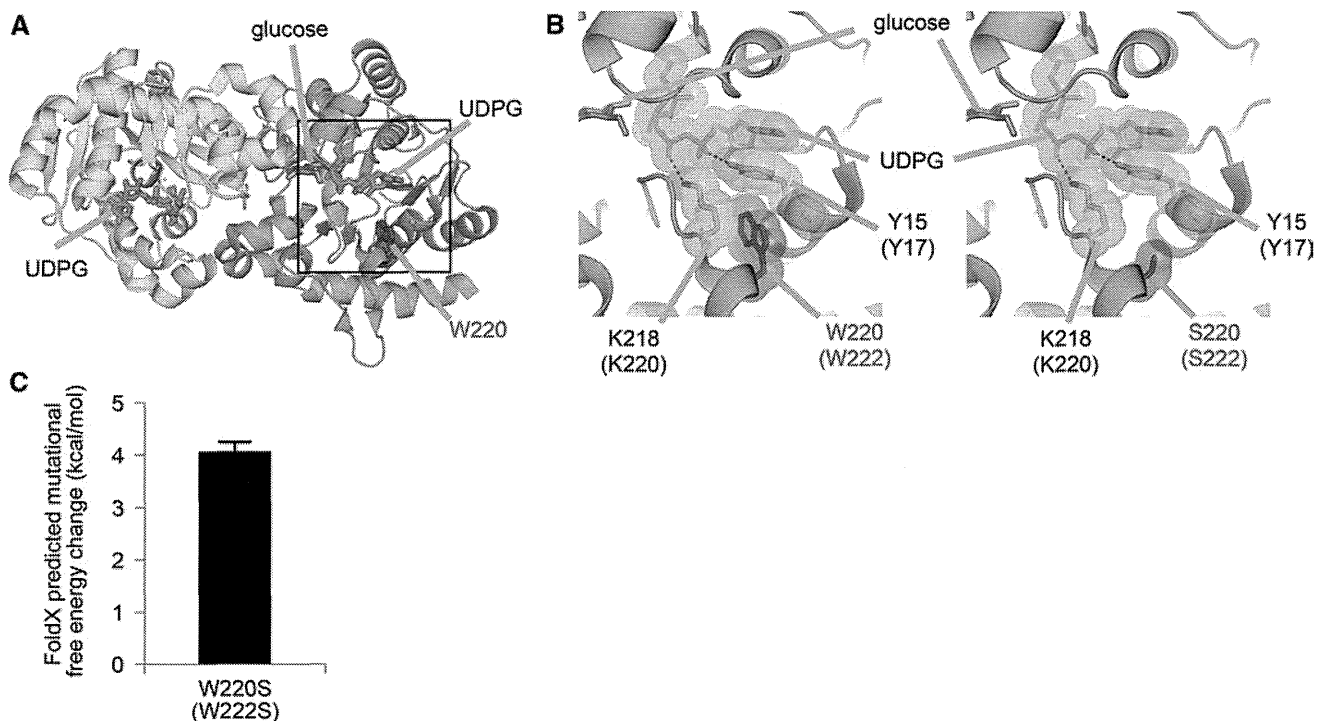 A
glucose
UDPG
UDPG
W220
B
glucose
UDPG
Y15
(Y17)
Y15
(Y17)
K218
(K220)
W220
(W222)
K218
(K220)
S220
(S222)
C
FoldX predicted mutational
free energy change (kcal/mol)
5
4
3
2
1
0
W220S
(W222S)